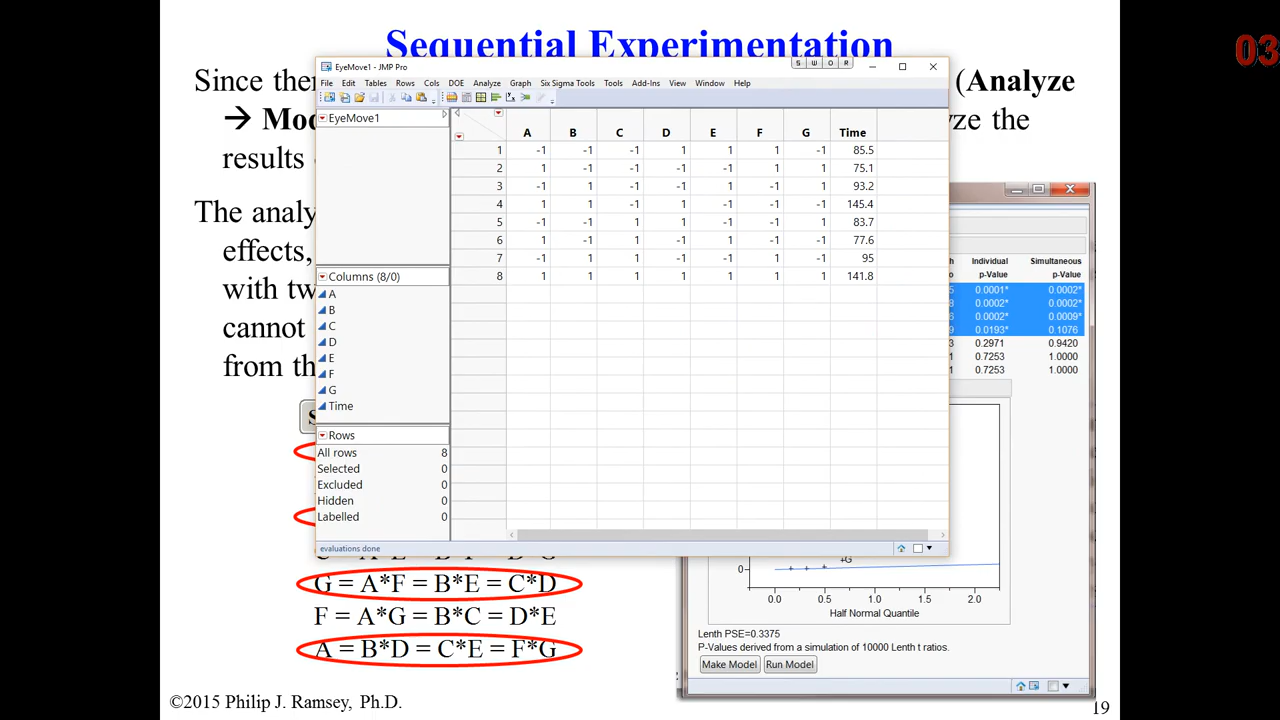 Sequential Experimentation
03
Since ther
(Analyze
→ Mod
yze the
results
The analy
effects,
with tw
cannot
from th
EyeMove1 - JMP Pro
S W O R
File Edit Tables Rows Cols DOE Analyze Graph Six Sigma Tools Tools Add-Ins View Window Help
EyeMove1
A B C D E F G Time
1 -1 -1 -1 1 1 1 -1 85.5
2 1 -1 -1 -1 -1 1 1 75.1
3 -1 1 -1 -1 1 -1 1 93.2
4 1 1 -1 1 -1 -1 -1 145.4
5 -1 -1 1 1 -1 -1 1 83.7
6 1 -1 1 -1 1 -1 -1 77.6
7 -1 1 1 -1 -1 1 -1 95
8 1 1 1 1 1 1 1 141.8
Columns (8/0)
A
B
C
D
E
F
G
Time
Rows
All rows 8
Selected 0
Excluded 0
Hidden 0
Labelled 0
evaluations done
Individual Simultaneous
p-Value p-Value
0.0001* 0.0002*
0.0002* 0.0002*
0.0002* 0.0009*
0.0193* 0.1076
0.2971 0.9420
0.7253 1.0000
0.7253 1.0000
G = A*F = B*E = C*D
F = A*G = B*C = D*E
A = B*D = C*E = F*G
+G
0
0.0 0.5 1.0 1.5 2.0
Half Normal Quantile
Lenth PSE=0.3375
P-Values derived from a simulation of 10000 Lenth t ratios.
Make Model Run Model
©2015 Philip J. Ramsey, Ph.D.
19